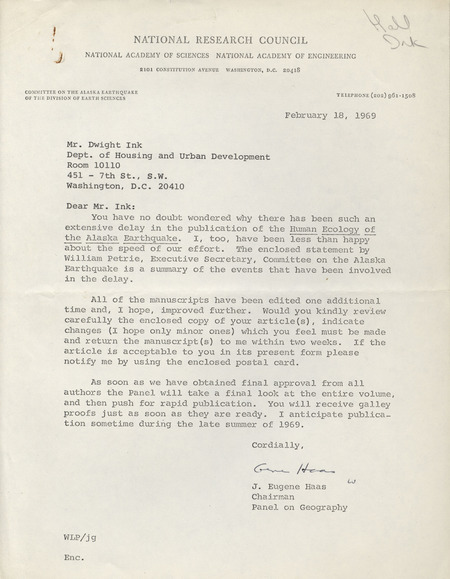 Hall
Ink
NATIONAL RESEARCH COUNCIL
NATIONAL ACADEMY OF SCIENCES NATIONAL ACADEMY OF ENGINEERING
2101 CONSTITUTION AVENUE WASHINGTON, D.C. 20418
COMMITTEE ON THE ALASKA EARTHQUAKE
OF THE DIVISION OF EARTH SCIENCES
TELEPHONE (202) 961-1508
February 18, 1969
Mr. Dwight Ink
Dept. of Housing and Urban Development
Room 10110
451 - 7th St., S.W.
Washington, D.C. 20410
Dear Mr. Ink:
You have no doubt wondered why there has been such an
extensive delay in the publication of the Human Ecology of
the Alaska Earthquake. I, too, have been less than happy
about the speed of our effort. The enclosed statement by
William Petrie, Executive Secretary, Committee on the Alaska
Earthquake is a summary of the events that have been involved
in the delay.
All of the manuscripts have been edited one additional
time and, I hope, improved further. Would you kindly review
carefully the enclosed copy of your article(s), indicate
changes (I hope only minor ones) which you feel must be made
and return the manuscript(s) to me within two weeks. If the
article is acceptable to you in its present form please
notify me by using the enclosed postal card.
As soon as we have obtained final approval from all
authors the Panel will take a final look at the entire volume,
and then push for rapid publication. You will receive galley
proofs just as soon as they are ready. I anticipate publica-
tion sometime during the late summer of 1969.
Cordially,
Gene Haas
J. Eugene Haas
Chairman
Panel on Geography
WLP/jg
Enc.